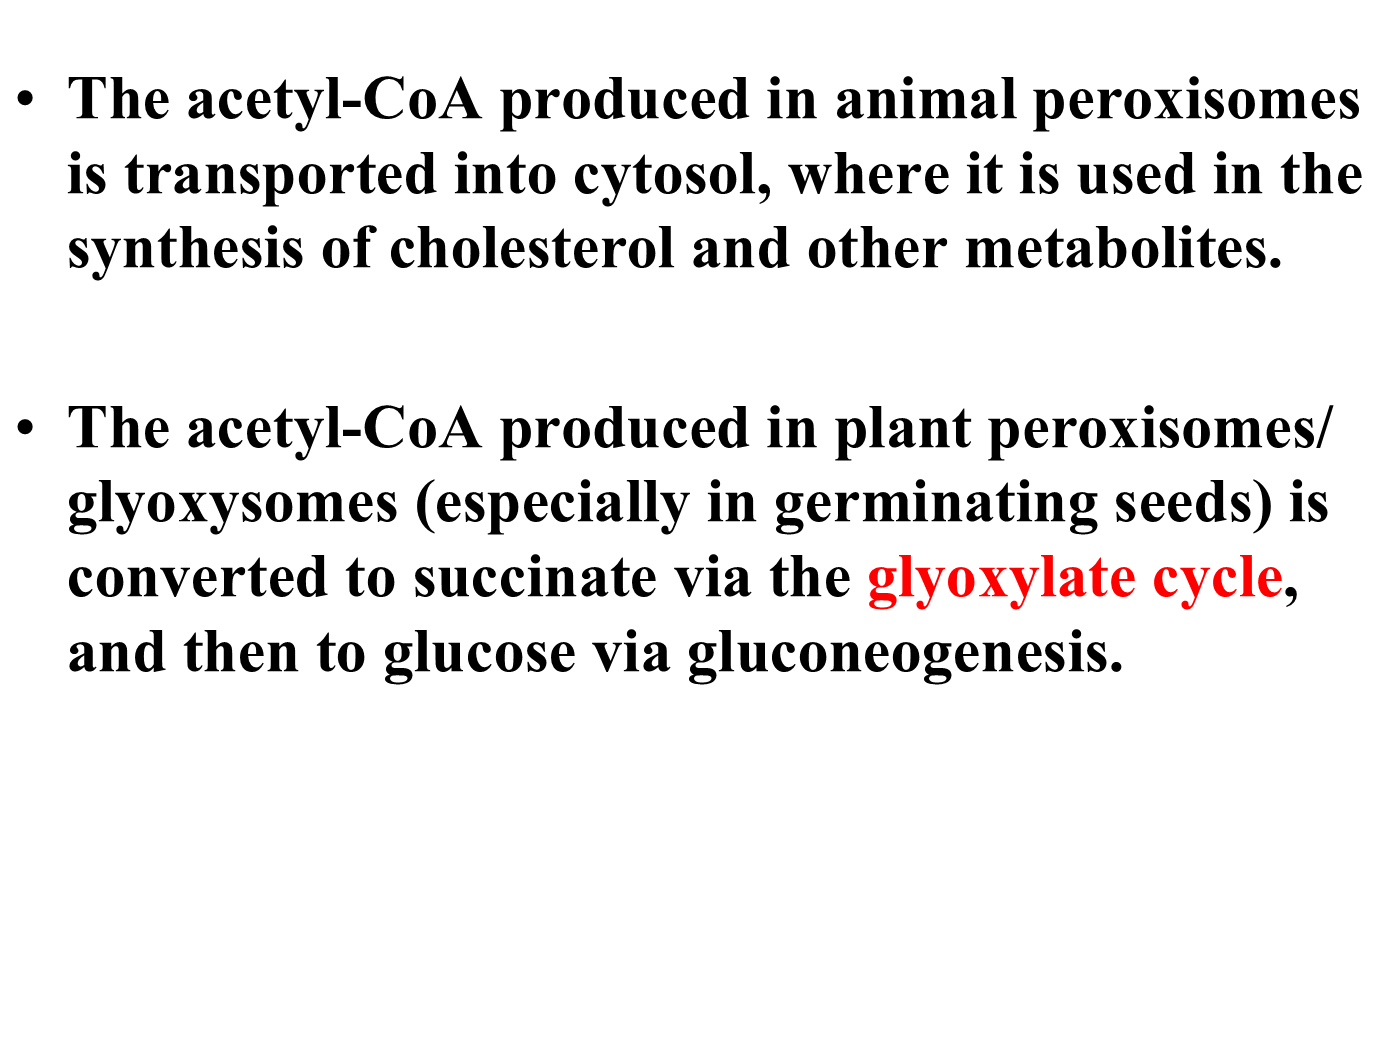 • The acetyl-CoA produced in animal peroxisomes
is transported into cytosol, where it is used in the
synthesis of cholesterol and other metabolites.
• The acetyl-CoA produced in plant peroxisomes/
glyoxysomes (especially in germinating seeds) is
converted to succinate via the glyoxylate cycle,
and then to glucose via gluconeogenesis.